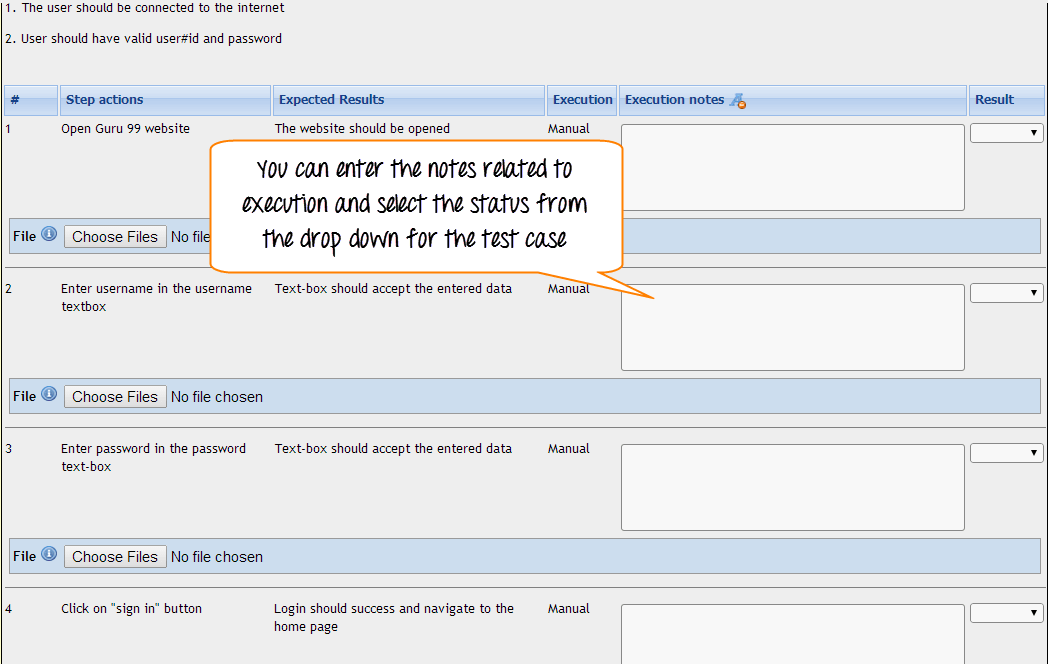 1. The user should be connected to the internet
2. User should have valid user#id and password
# Step actions Expected Results Execution Execution notes Result
1 Open Guru 99 website The website should be opened Manual
You can enter the notes related to
execution and select the status from
the drop down for the test case
File Choose Files No file
2 Enter username in the username Text-box should accept the entered data Manual
textbox
File Choose Files No file chosen
3 Enter password in the password Text-box should accept the entered data Manual
text-box
File Choose Files No file chosen
4 Click on "sign in" button Login should success and navigate to the Manual
home page